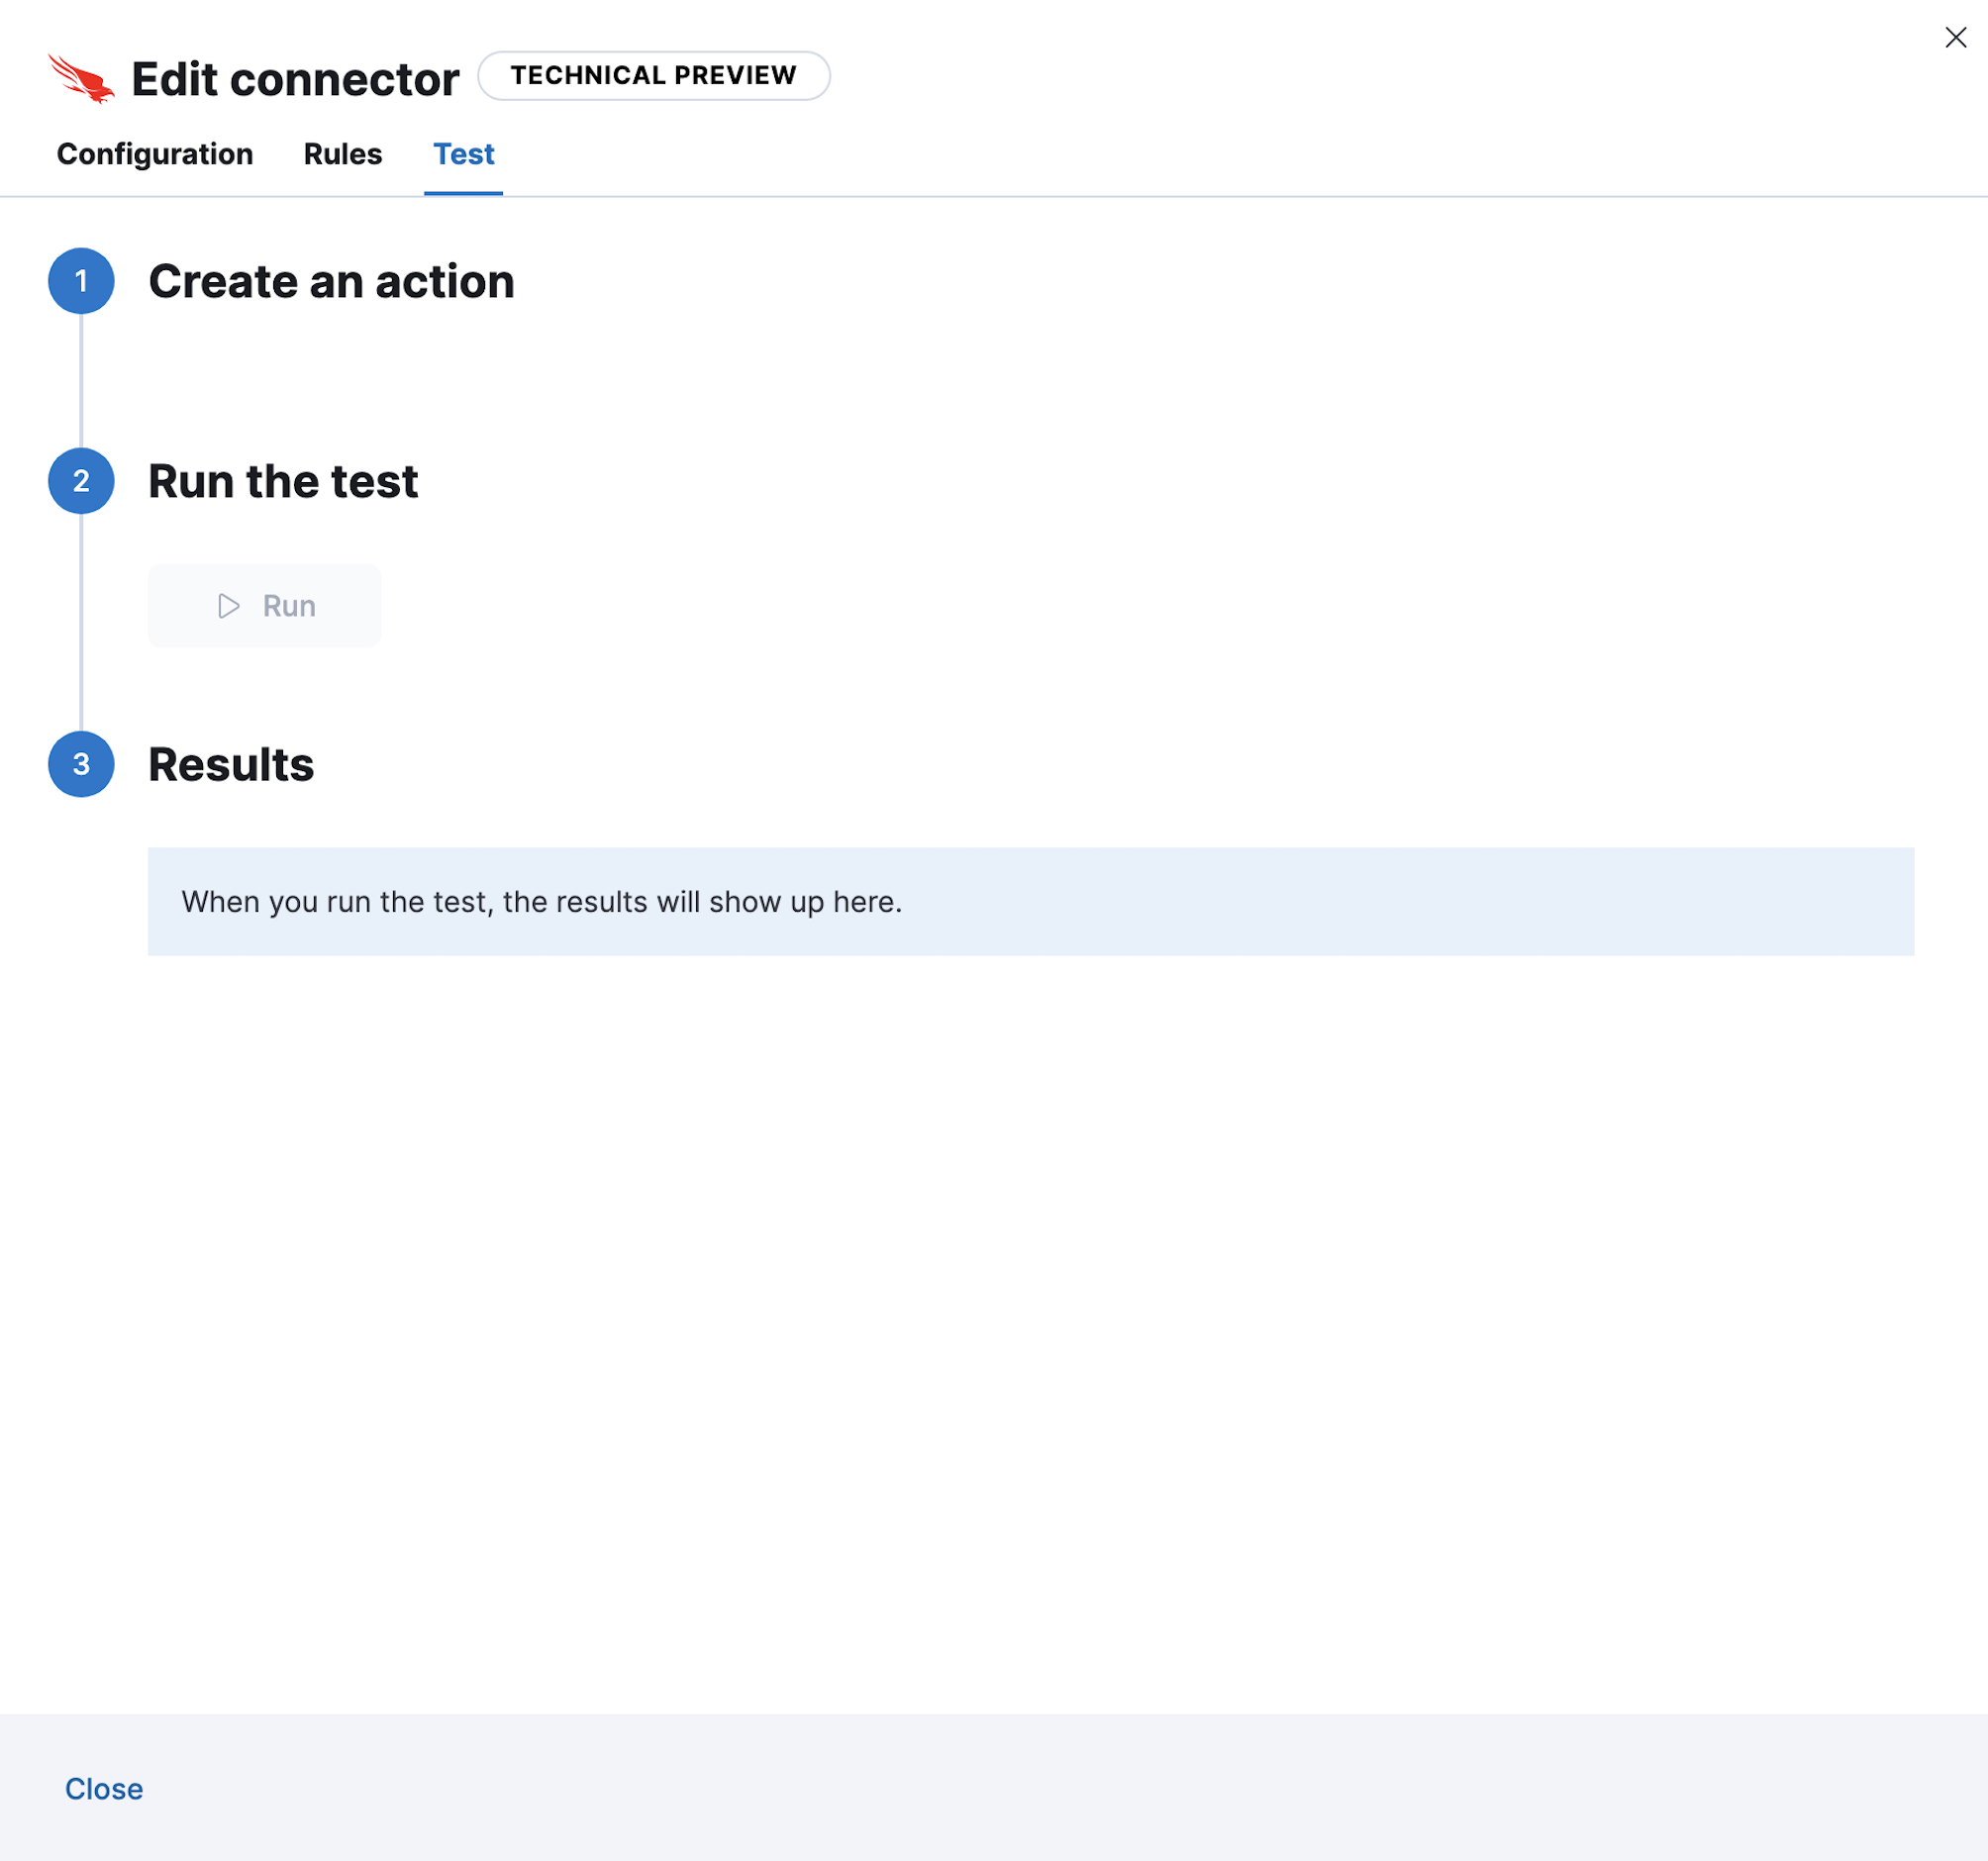 Edit connector TECHNICAL PREVIEW
Configuration Rules Test
1 Create an action
2 Run the test
Run
3 Results
When you run the test, the results will show up here.
Close